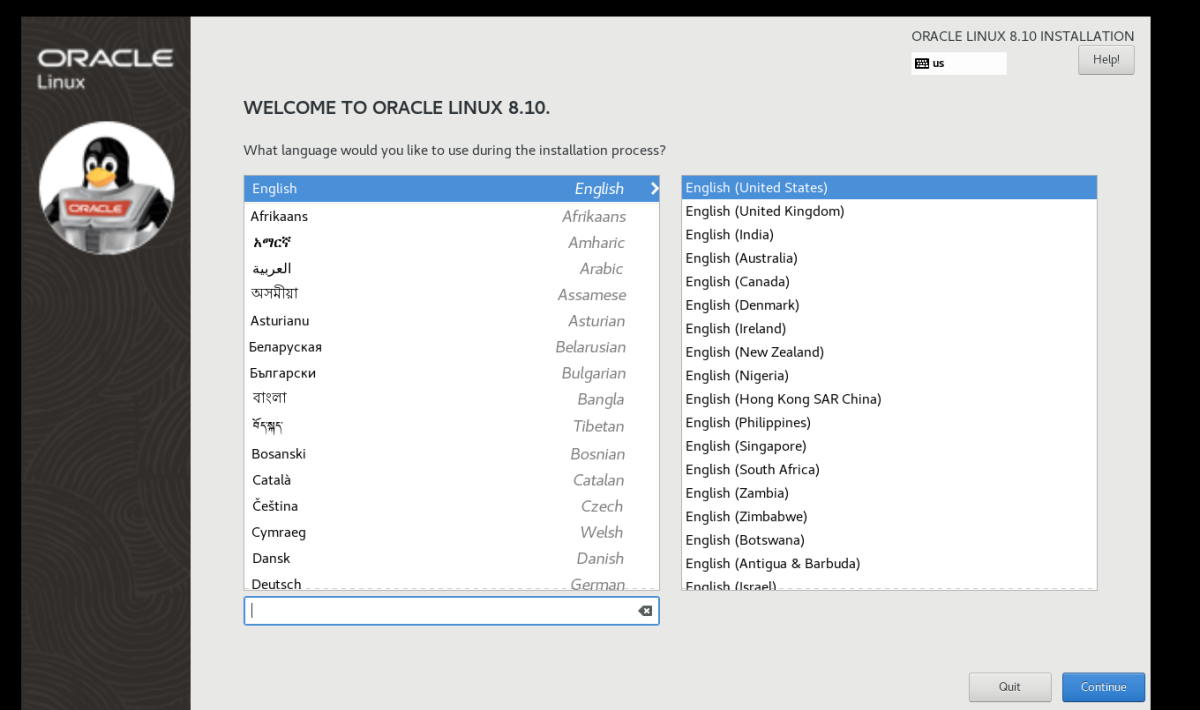 ORACLE
Linux
ORACLE
ORACLE LINUX 8.10 INSTALLATION
us
Help!
WELCOME TO ORACLE LINUX 8.10.
What language would you like to use during the installation process?
English English
Afrikaans Afrikaans
አማርኛ Amharic
العربية Arabic
অসমীয়া Assamese
Asturianu Asturian
Беларуская Belarusian
Български Bulgarian
বাংলা Bangla
བོད་སྐད་ Tibetan
Bosanski Bosnian
Català Catalan
Čeština Czech
Cymraeg Welsh
Dansk Danish
Deutsch German
English (United States)
English (United Kingdom)
English (India)
English (Australia)
English (Canada)
English (Denmark)
English (Ireland)
English (New Zealand)
English (Nigeria)
English (Hong Kong SAR China)
English (Philippines)
English (Singapore)
English (South Africa)
English (Zambia)
English (Zimbabwe)
English (Botswana)
English (Antigua & Barbuda)
English (Israel)
Quit
Continue